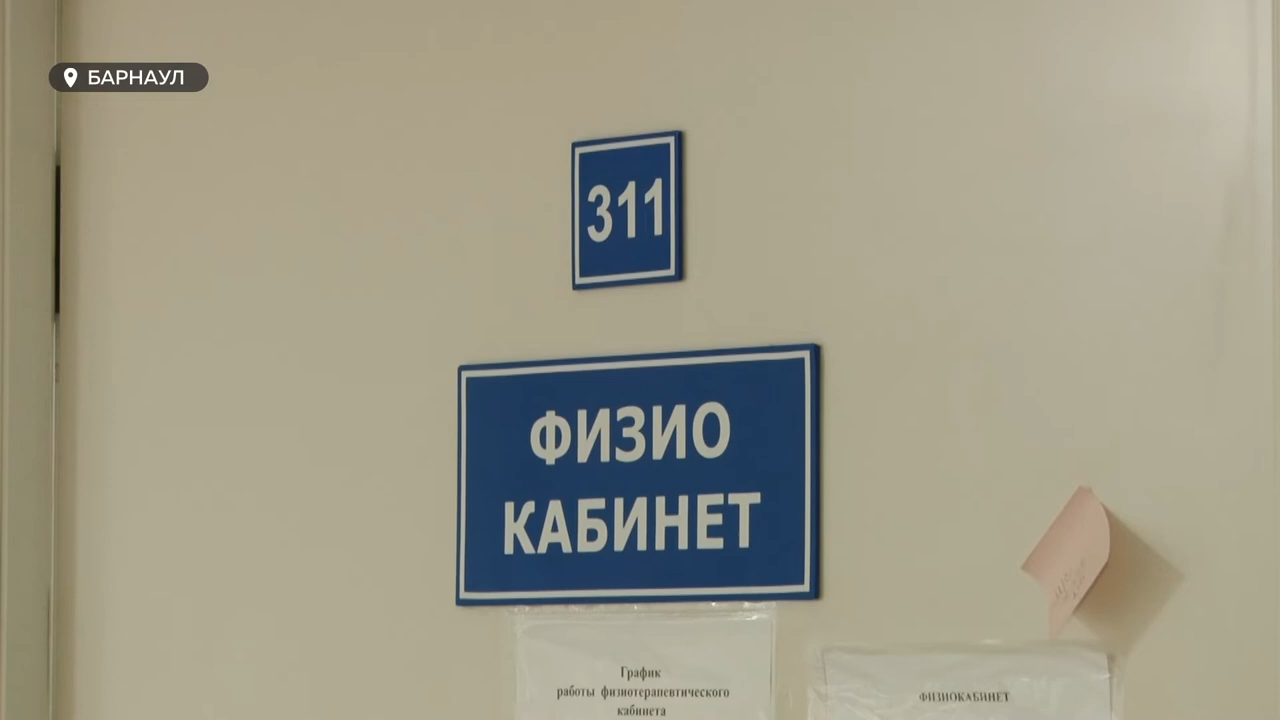 БАРНАУЛ
311
ФИЗИО
КАБИНЕТ
График
работы физиотерапевтического
кабинета
ФИЗИОКАБИНЕТ